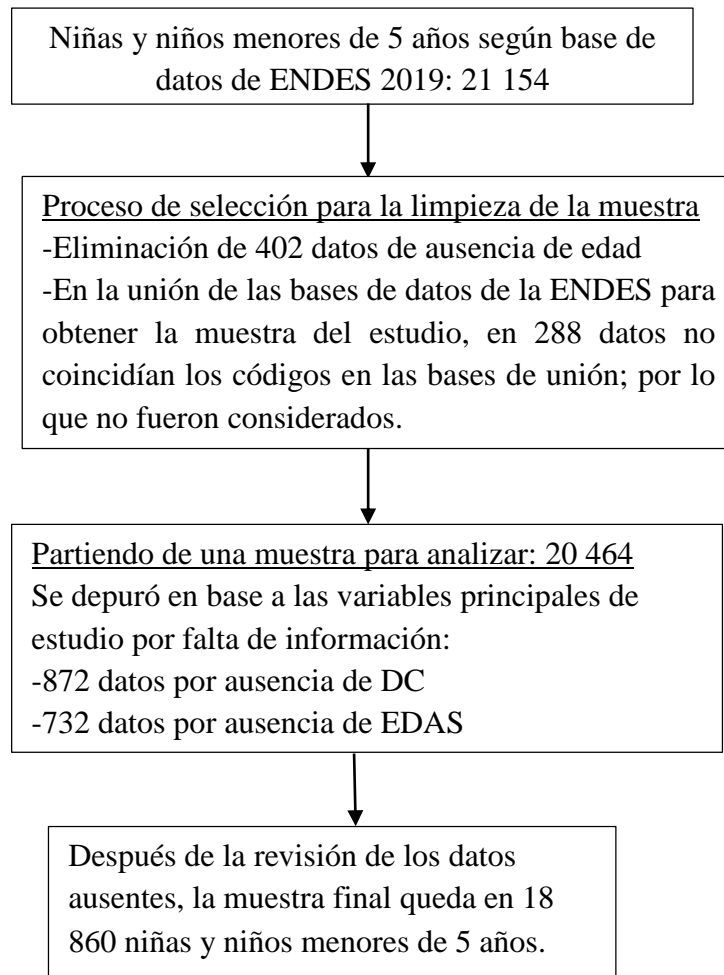 Niñas y niños menores de 5 años según base de
datos de ENDES 2019: 21 154
Proceso de selección para la limpieza de la muestra
-Eliminación de 402 datos de ausencia de edad
-En la unión de las bases de datos de la ENDES para
obtener la muestra del estudio, en 288 datos no
coincidían los códigos en las bases de unión; por lo
que no fueron considerados.
Partiendo de una muestra para analizar: 20 464
Se depuró en base a las variables principales de
estudio por falta de información:
-872 datos por ausencia de DC
-732 datos por ausencia de EDAS
Después de la revisión de los datos
ausentes, la muestra final queda en 18
860 niñas y niños menores de 5 años.